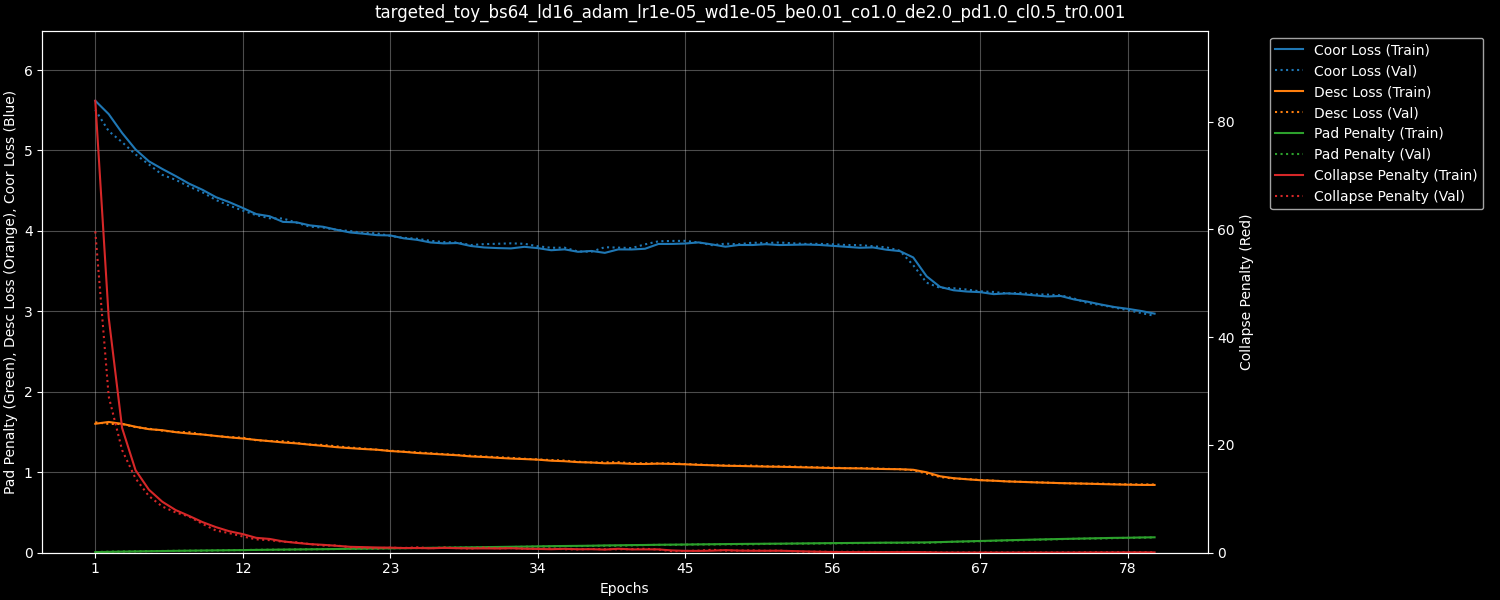 targeted_toy_bs64_ld16_adam_lr1e-05_wd1e-05_be0.01_co1.0_de2.0_pd1.0_cl0.5_tr0.001
Pad Penalty (Green), Desc Loss (Orange), Coor Loss (Blue)
6
5
4
3
2
1
0
1
12
23
34
45
56
67
78
Epochs
80
60
40
20
0
Collapse Penalty (Red)
Coor Loss (Train)
Coor Loss (Val)
Desc Loss (Train)
Desc Loss (Val)
Pad Penalty (Train)
Pad Penalty (Val)
Collapse Penalty (Train)
Collapse Penalty (Val)